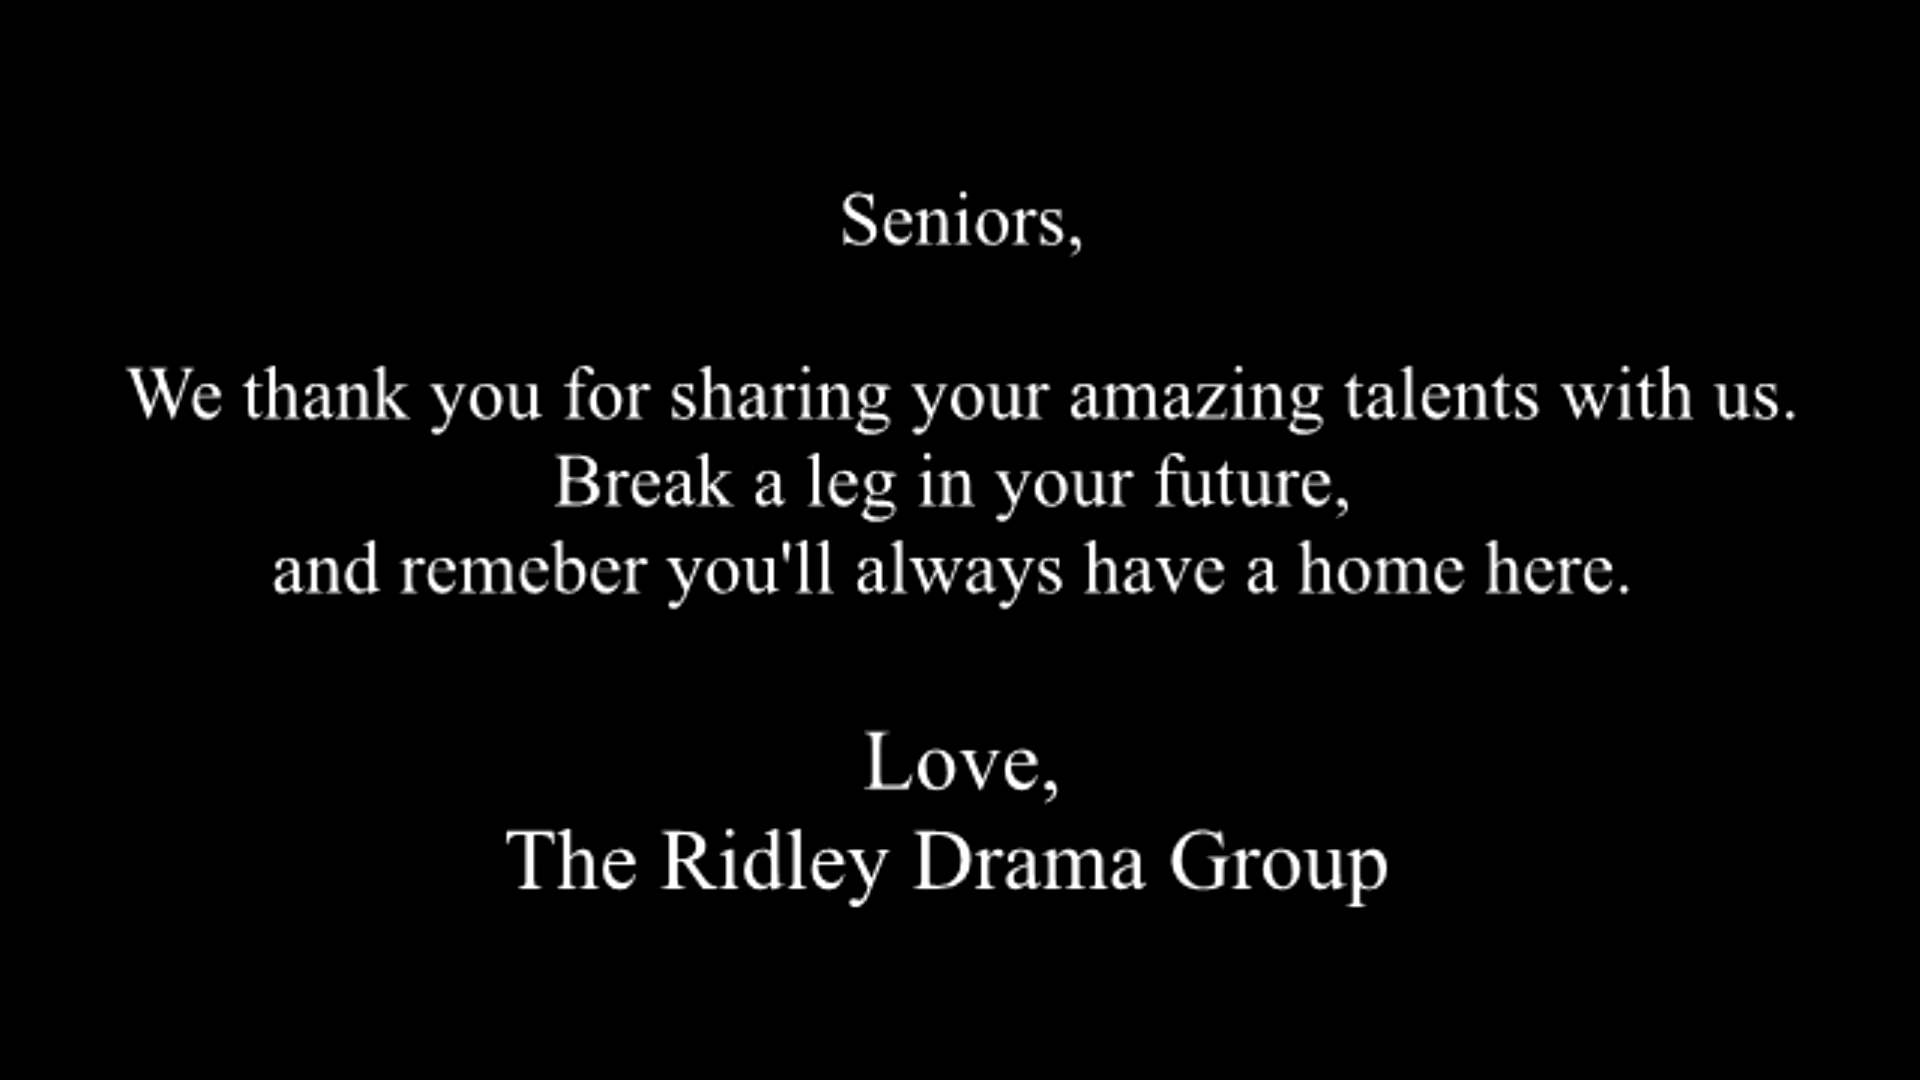 Seniors,
We thank you for sharing your amazing talents with us.
Break a leg in your future,
and remeber you'll always have a home here.
Love,
The Ridley Drama Group